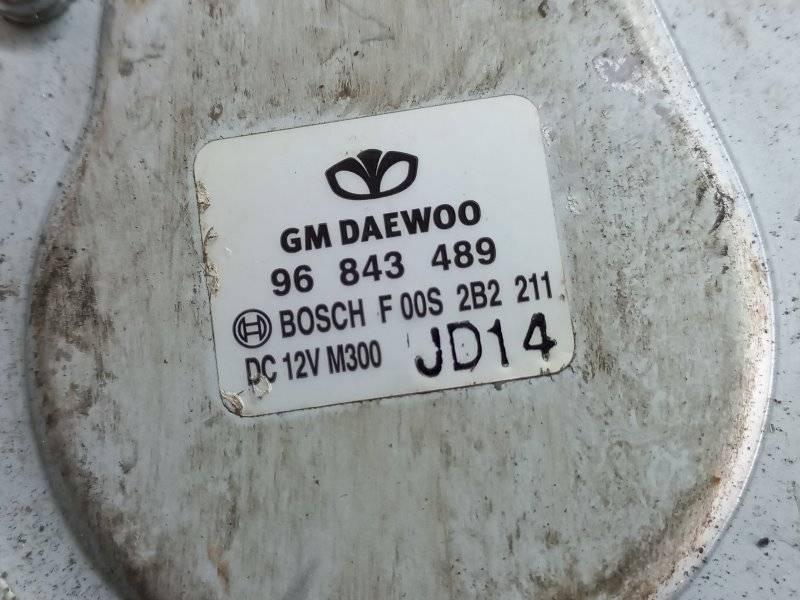 GM DAEWOO
96 843 489
BOSCH F 00S 2B2 211
DC 12V M300 JD14